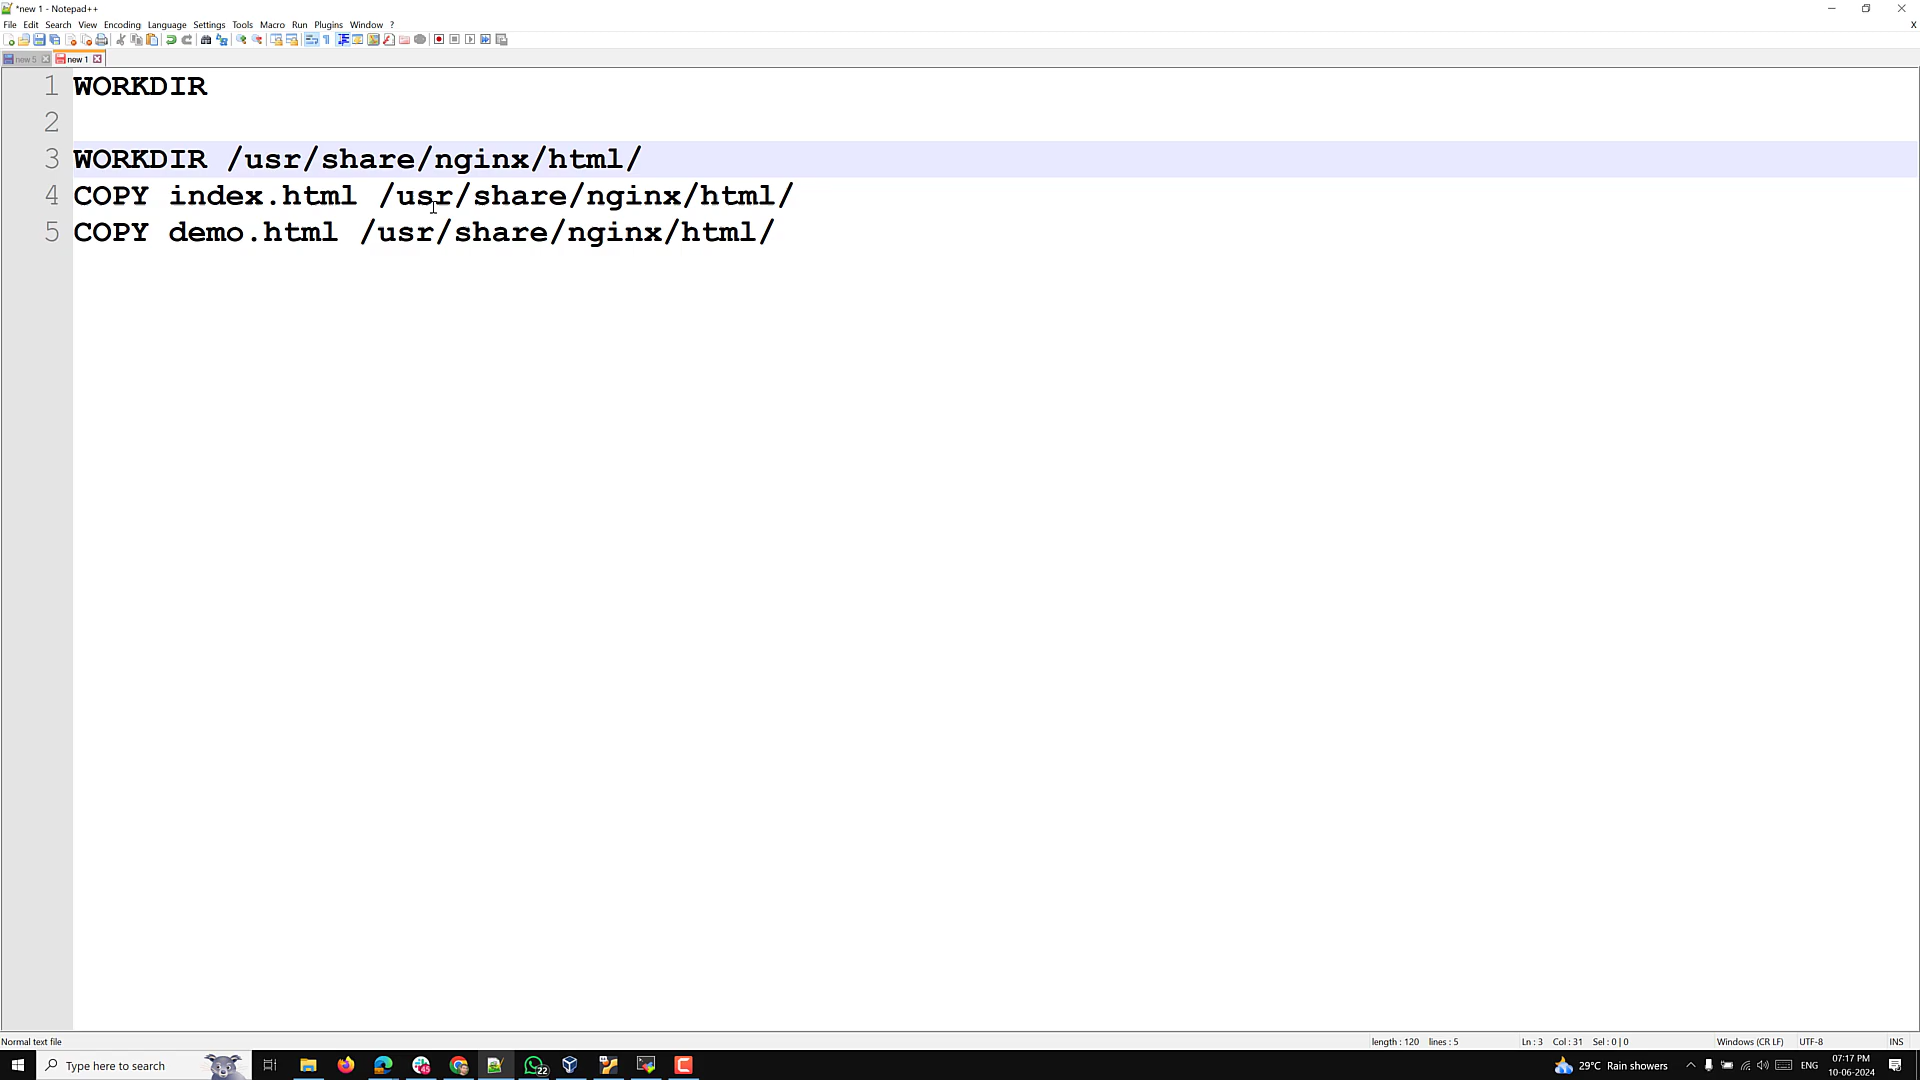 *new 1 - Notepad++
File Edit Search View Encoding Language Settings Tools Macro Run Plugins Window ? X
new 5 new 1
1 WORKDIR
2
3 WORKDIR /usr/share/nginx/html/
4 COPY index.html /usr/share/nginx/html/
5 COPY demo.html /usr/share/nginx/html/
Normal text file length : 120 lines : 5 Ln : 3 Col : 31 Sel : 0 | 0 Windows (CR LF) UTF-8 INS
Type here to search 45 22 29°C Rain showers ENG 07:17 PM
10-06-2024